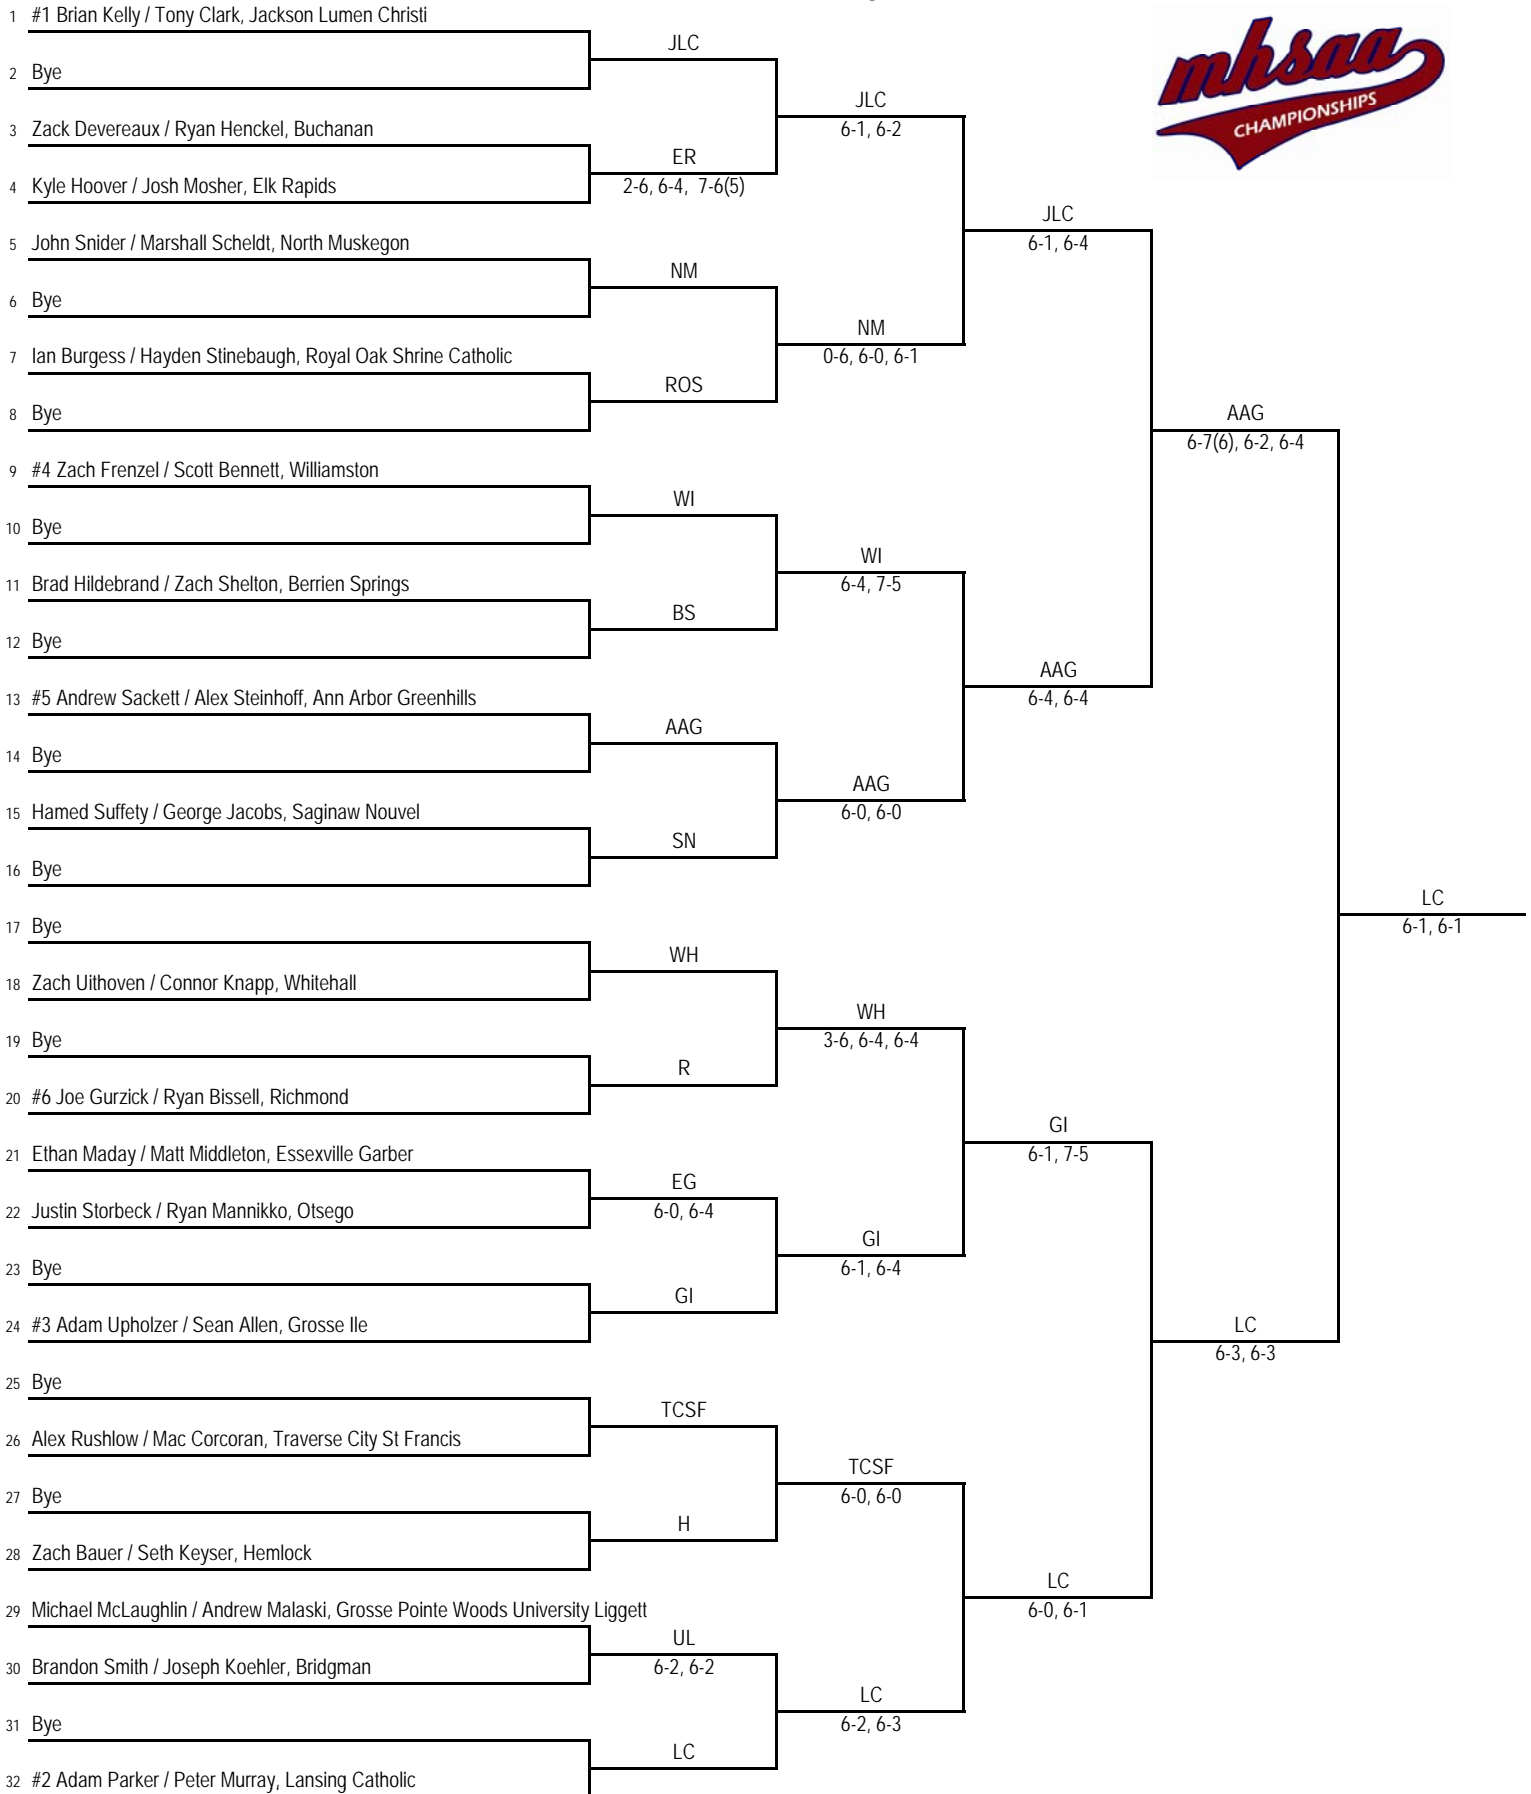 1 #1 Brian Kelly / Tony Clark, Jackson Lumen Christi
2 Bye
3 Zack Devereaux / Ryan Henckel, Buchanan
4 Kyle Hoover / Josh Mosher, Elk Rapids
5 John Snider / Marshall Scheldt, North Muskegon
6 Bye
7 Ian Burgess / Hayden Stinebaugh, Royal Oak Shrine Catholic
8 Bye
9 #4 Zach Frenzel / Scott Bennett, Williamston
10 Bye
11 Brad Hildebrand / Zach Shelton, Berrien Springs
12 Bye
13 #5 Andrew Sackett / Alex Steinhoff, Ann Arbor Greenhills
14 Bye
15 Hamed Suffety / George Jacobs, Saginaw Nouvel
16 Bye
17 Bye
18 Zach Uithoven / Connor Knapp, Whitehall
19 Bye
20 #6 Joe Gurzick / Ryan Bissell, Richmond
21 Ethan Maday / Matt Middleton, Essexville Garber
22 Justin Storbeck / Ryan Mannikko, Otsego
23 Bye
24 #3 Adam Upholzer / Sean Allen, Grosse Ile
25 Bye
26 Alex Rushlow / Mac Corcoran, Traverse City St Francis
27 Bye
28 Zach Bauer / Seth Keyser, Hemlock
29 Michael McLaughlin / Andrew Malaski, Grosse Pointe Woods University Liggett
30 Brandon Smith / Joseph Koehler, Bridgman
31 Bye
32 #2 Adam Parker / Peter Murray, Lansing Catholic
JLC
ER
2-6, 6-4, 7-6(5)
NM
ROS
WI
BS
AAG
SN
WH
R
EG
6-0, 6-4
GI
TCSF
H
UL
6-2, 6-2
LC
JLC
6-1, 6-2
NM
0-6, 6-0, 6-1
WI
6-4, 7-5
AAG
6-0, 6-0
WH
3-6, 6-4, 6-4
GI
6-1, 6-4
TCSF
6-0, 6-0
LC
6-2, 6-3
JLC
6-1, 6-4
AAG
6-4, 6-4
GI
6-1, 7-5
LC
6-0, 6-1
AAG
6-7(6), 6-2, 6-4
LC
6-3, 6-3
LC
6-1, 6-1
mhsaa
CHAMPIONSHIPS